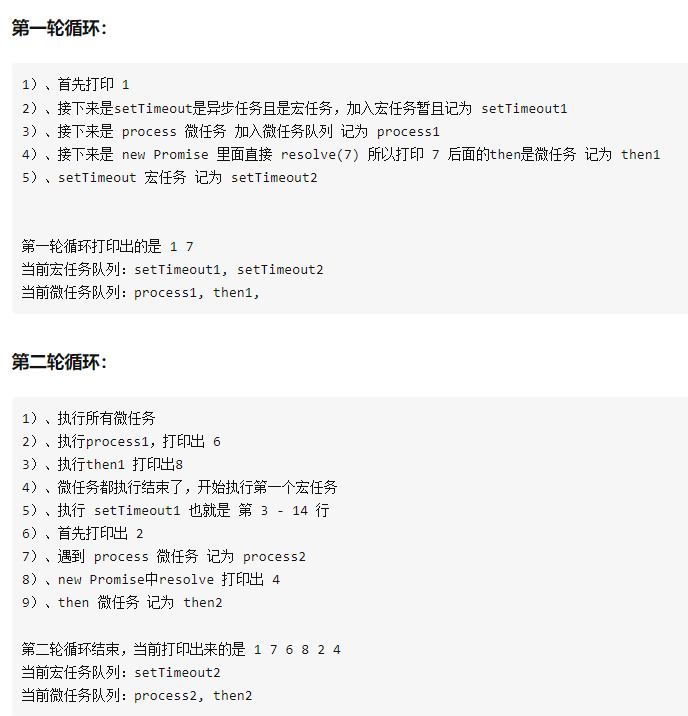 第一轮循环：
1）、首先打印 1
2）、接下来是setTimeout是异步任务且是宏任务，加入宏任务暂且记为 setTimeout1
3）、接下来是 process 微任务 加入微任务队列 记为 process1
4）、接下来是 new Promise 里面直接 resolve(7) 所以打印 7 后面的then是微任务 记为 then1
5）、setTimeout 宏任务 记为 setTimeout2
第一轮循环打印出的是 1 7
当前宏任务队列：setTimeout1, setTimeout2
当前微任务队列：process1, then1,
第二轮循环：
1）、执行所有微任务
2）、执行process1，打印出 6
3）、执行then1 打印出8
4）、微任务都执行结束了，开始执行第一个宏任务
5）、执行 setTimeout1 也就是 第 3 - 14 行
6）、首先打印出 2
7）、遇到 process 微任务 记为 process2
8）、new Promise中resolve 打印出 4
9）、then 微任务 记为 then2
第二轮循环结束，当前打印出来的是 1 7 6 8 2 4
当前宏任务队列：setTimeout2
当前微任务队列：process2, then2